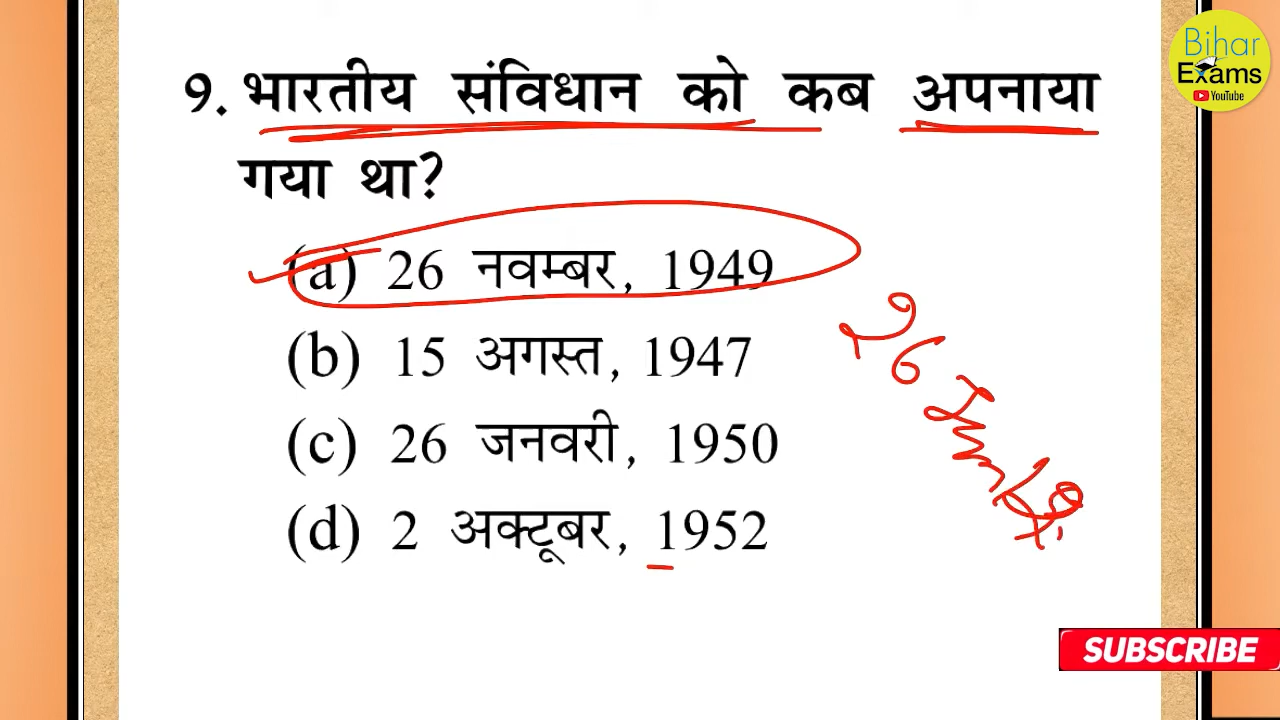 Bihar
Exams
YouTube
9. भारतीय संविधान को कब अपनाया
गया था?
(a) 26 नवम्बर, 1949
(b) 15 अगस्त, 1947
(c) 26 जनवरी, 1950
(d) 2 अक्टूबर, 1952
26
SUBSCRIBE